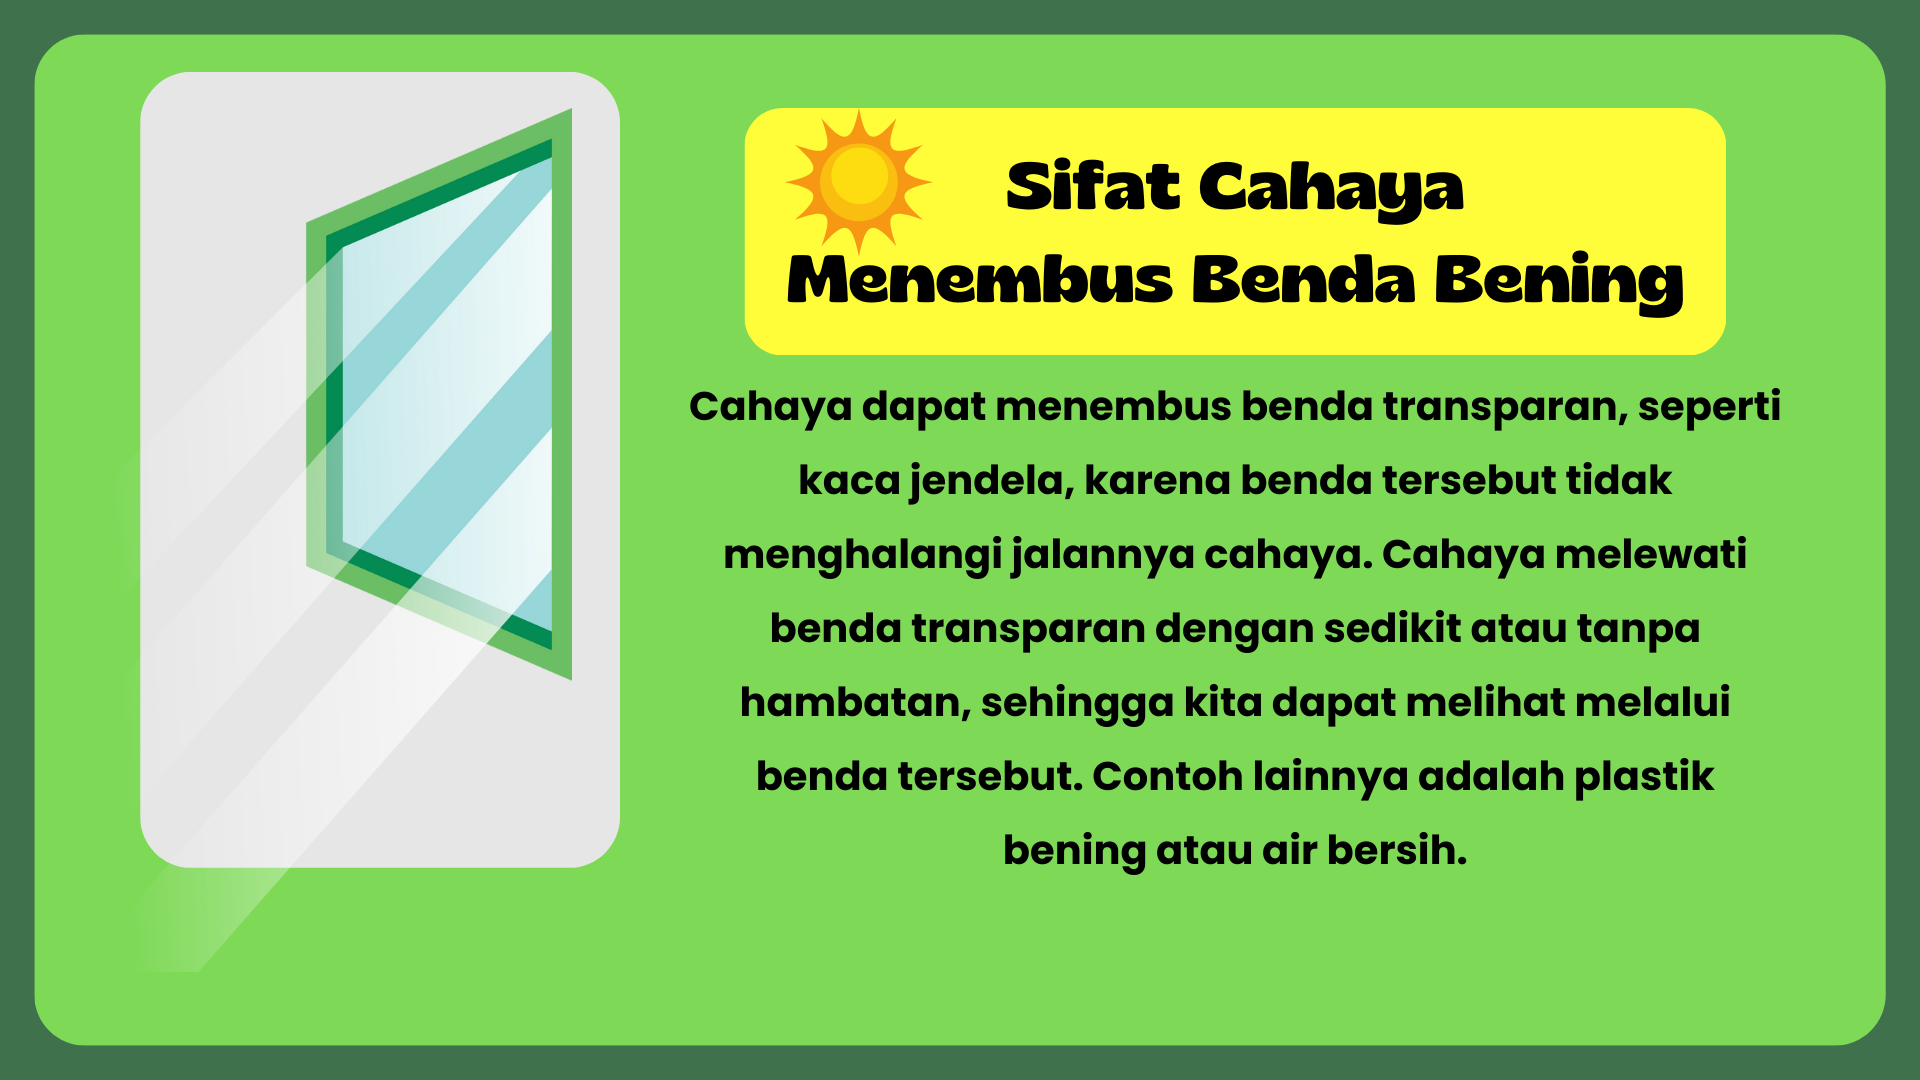 Sifat Cahaya
Menembus Benda Bening
Cahaya dapat menembus benda transparan, seperti
kaca jendela, karena benda tersebut tidak
menghalangi jalannya cahaya. Cahaya melewati
benda transparan dengan sedikit atau tanpa
hambatan, sehingga kita dapat melihat melalui
benda tersebut. Contoh lainnya adalah plastik
bening atau air bersih.